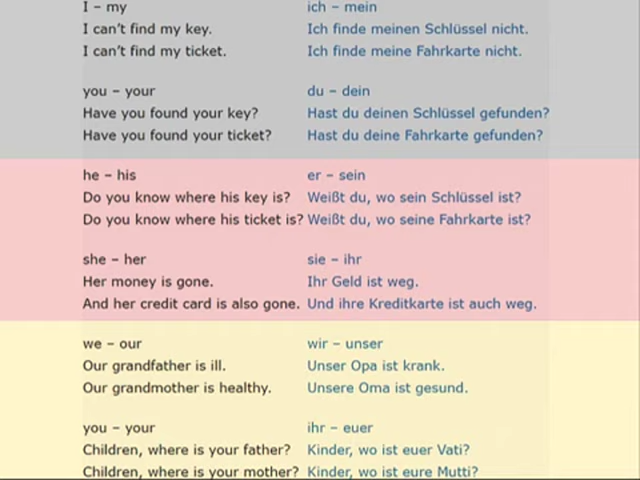 I – my ich – mein
I can't find my key. Ich finde meinen Schlüssel nicht.
I can't find my ticket. Ich finde meine Fahrkarte nicht.
you – your du – dein
Have you found your key? Hast du deinen Schlüssel gefunden?
Have you found your ticket? Hast du deine Fahrkarte gefunden?
he – his er – sein
Do you know where his key is? Weißt du, wo sein Schlüssel ist?
Do you know where his ticket is? Weißt du, wo seine Fahrkarte ist?
she – her sie – ihr
Her money is gone. Ihr Geld ist weg.
And her credit card is also gone. Und ihre Kreditkarte ist auch weg.
we – our wir – unser
Our grandfather is ill. Unser Opa ist krank.
Our grandmother is healthy. Unsere Oma ist gesund.
you – your ihr – euer
Children, where is your father? Kinder, wo ist euer Vati?
Children, where is your mother? Kinder, wo ist eure Mutti?